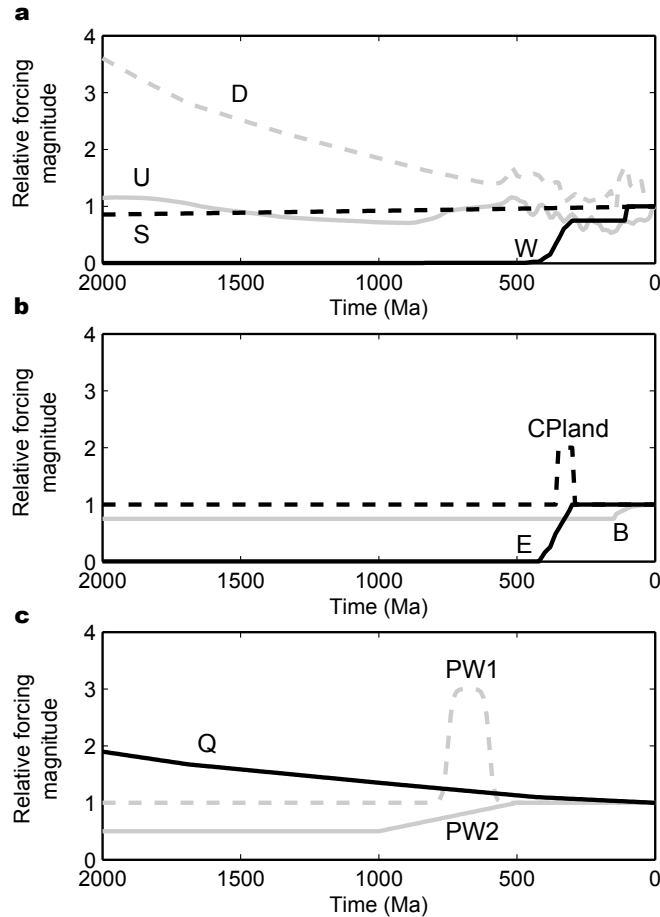 a
Relative forcing
magnitude
4
3
2
1
0
D
U
S
W
2000
1500
1000
500
0
Time (Ma)
b
Relative forcing
magnitude
4
3
2
1
0
CPland
E
B
2000
1500
1000
500
0
Time (Ma)
c
Relative forcing
magnitude
4
3
2
1
0
PW1
Q
PW2
2000
1500
1000
500
0
Time (Ma)